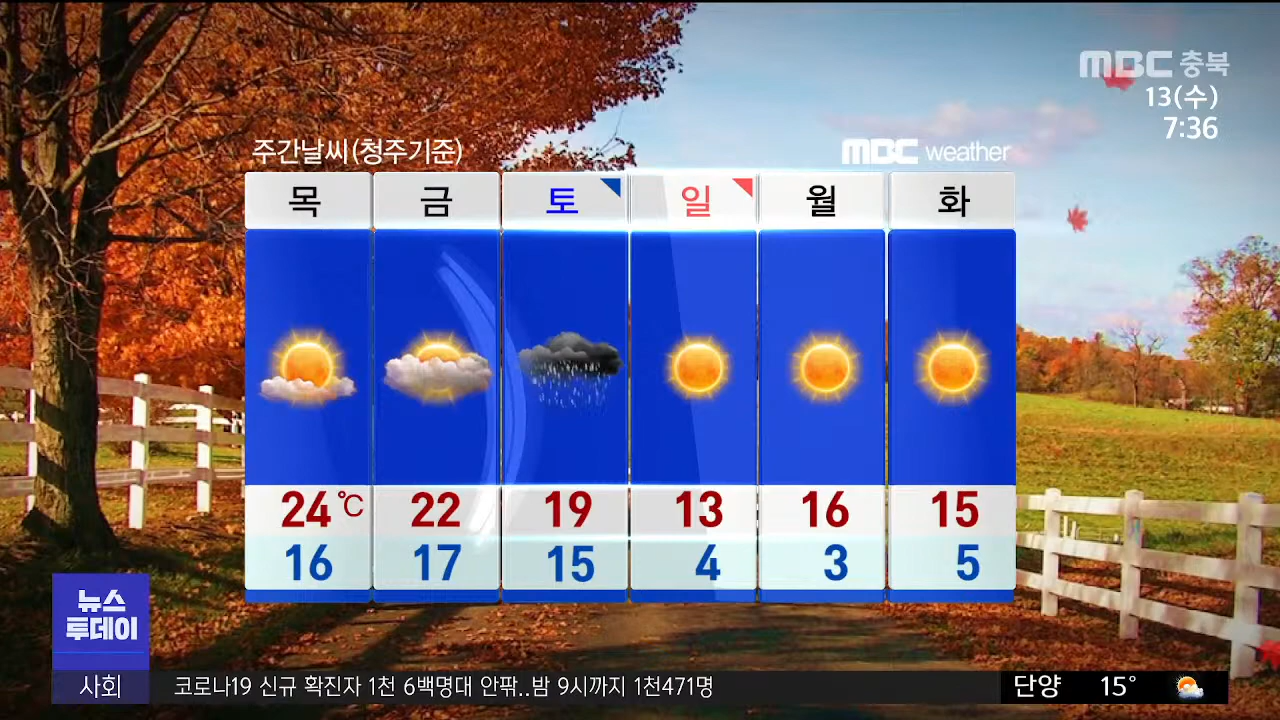 MBC 충북
13(수)
7:36
주간날씨(청주기준)
MBC weather
목 금 토 일 월 화
24℃ 22 19 13 16 15
16 17 15 4 3 5
뉴스
투데이
사회
코로나19 신규 확진자 1천 6백명대 안팎..밤 9시까지 1천471명
단양 15°